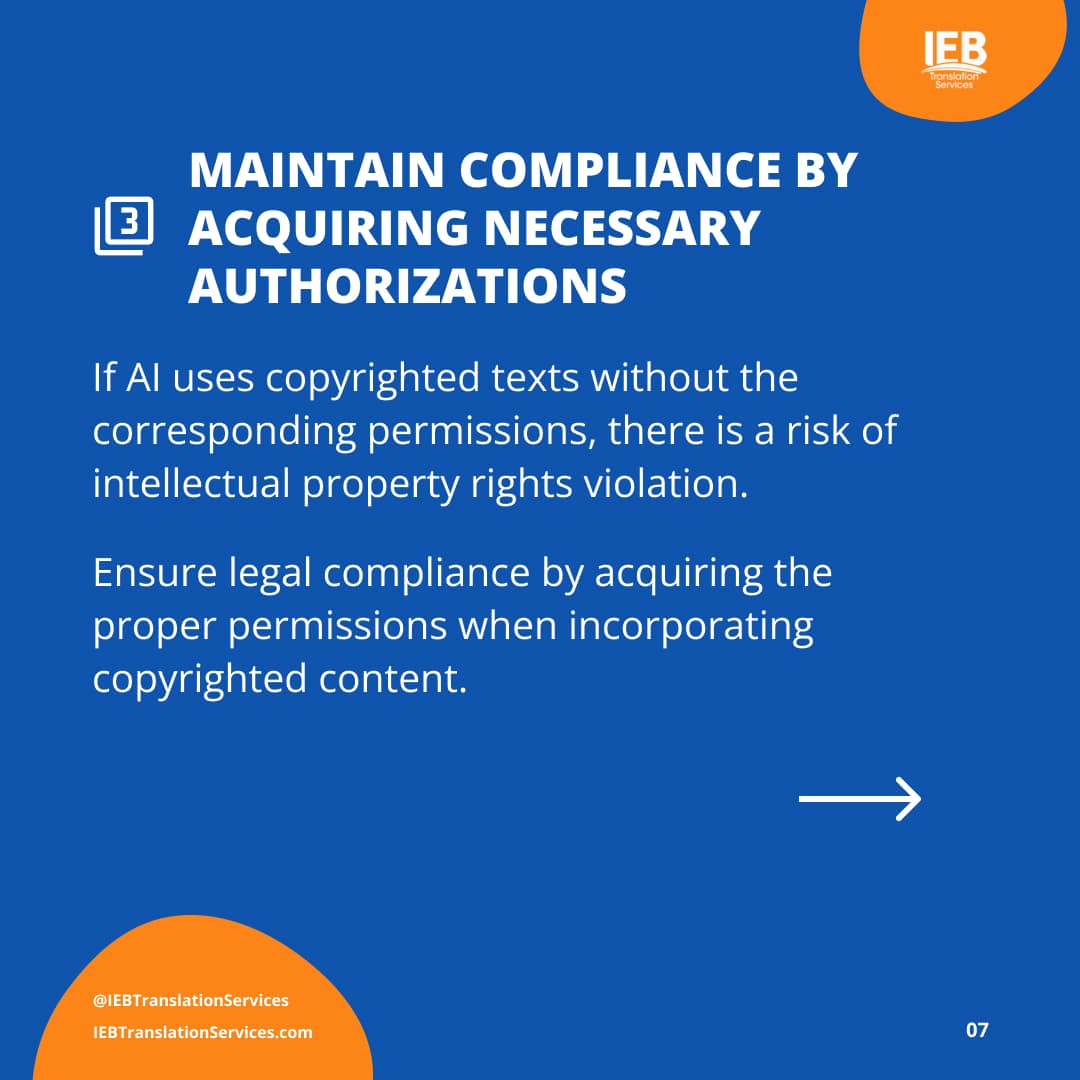 IEB
Translation
Services
3
MAINTAIN COMPLIANCE BY
ACQUIRING NECESSARY
AUTHORIZATIONS
If AI uses copyrighted texts without the
corresponding permissions, there is a risk of
intellectual property rights violation.
Ensure legal compliance by acquiring the
proper permissions when incorporating
copyrighted content.
@IEBTranslationServices
IEBTranslationServices.com
07